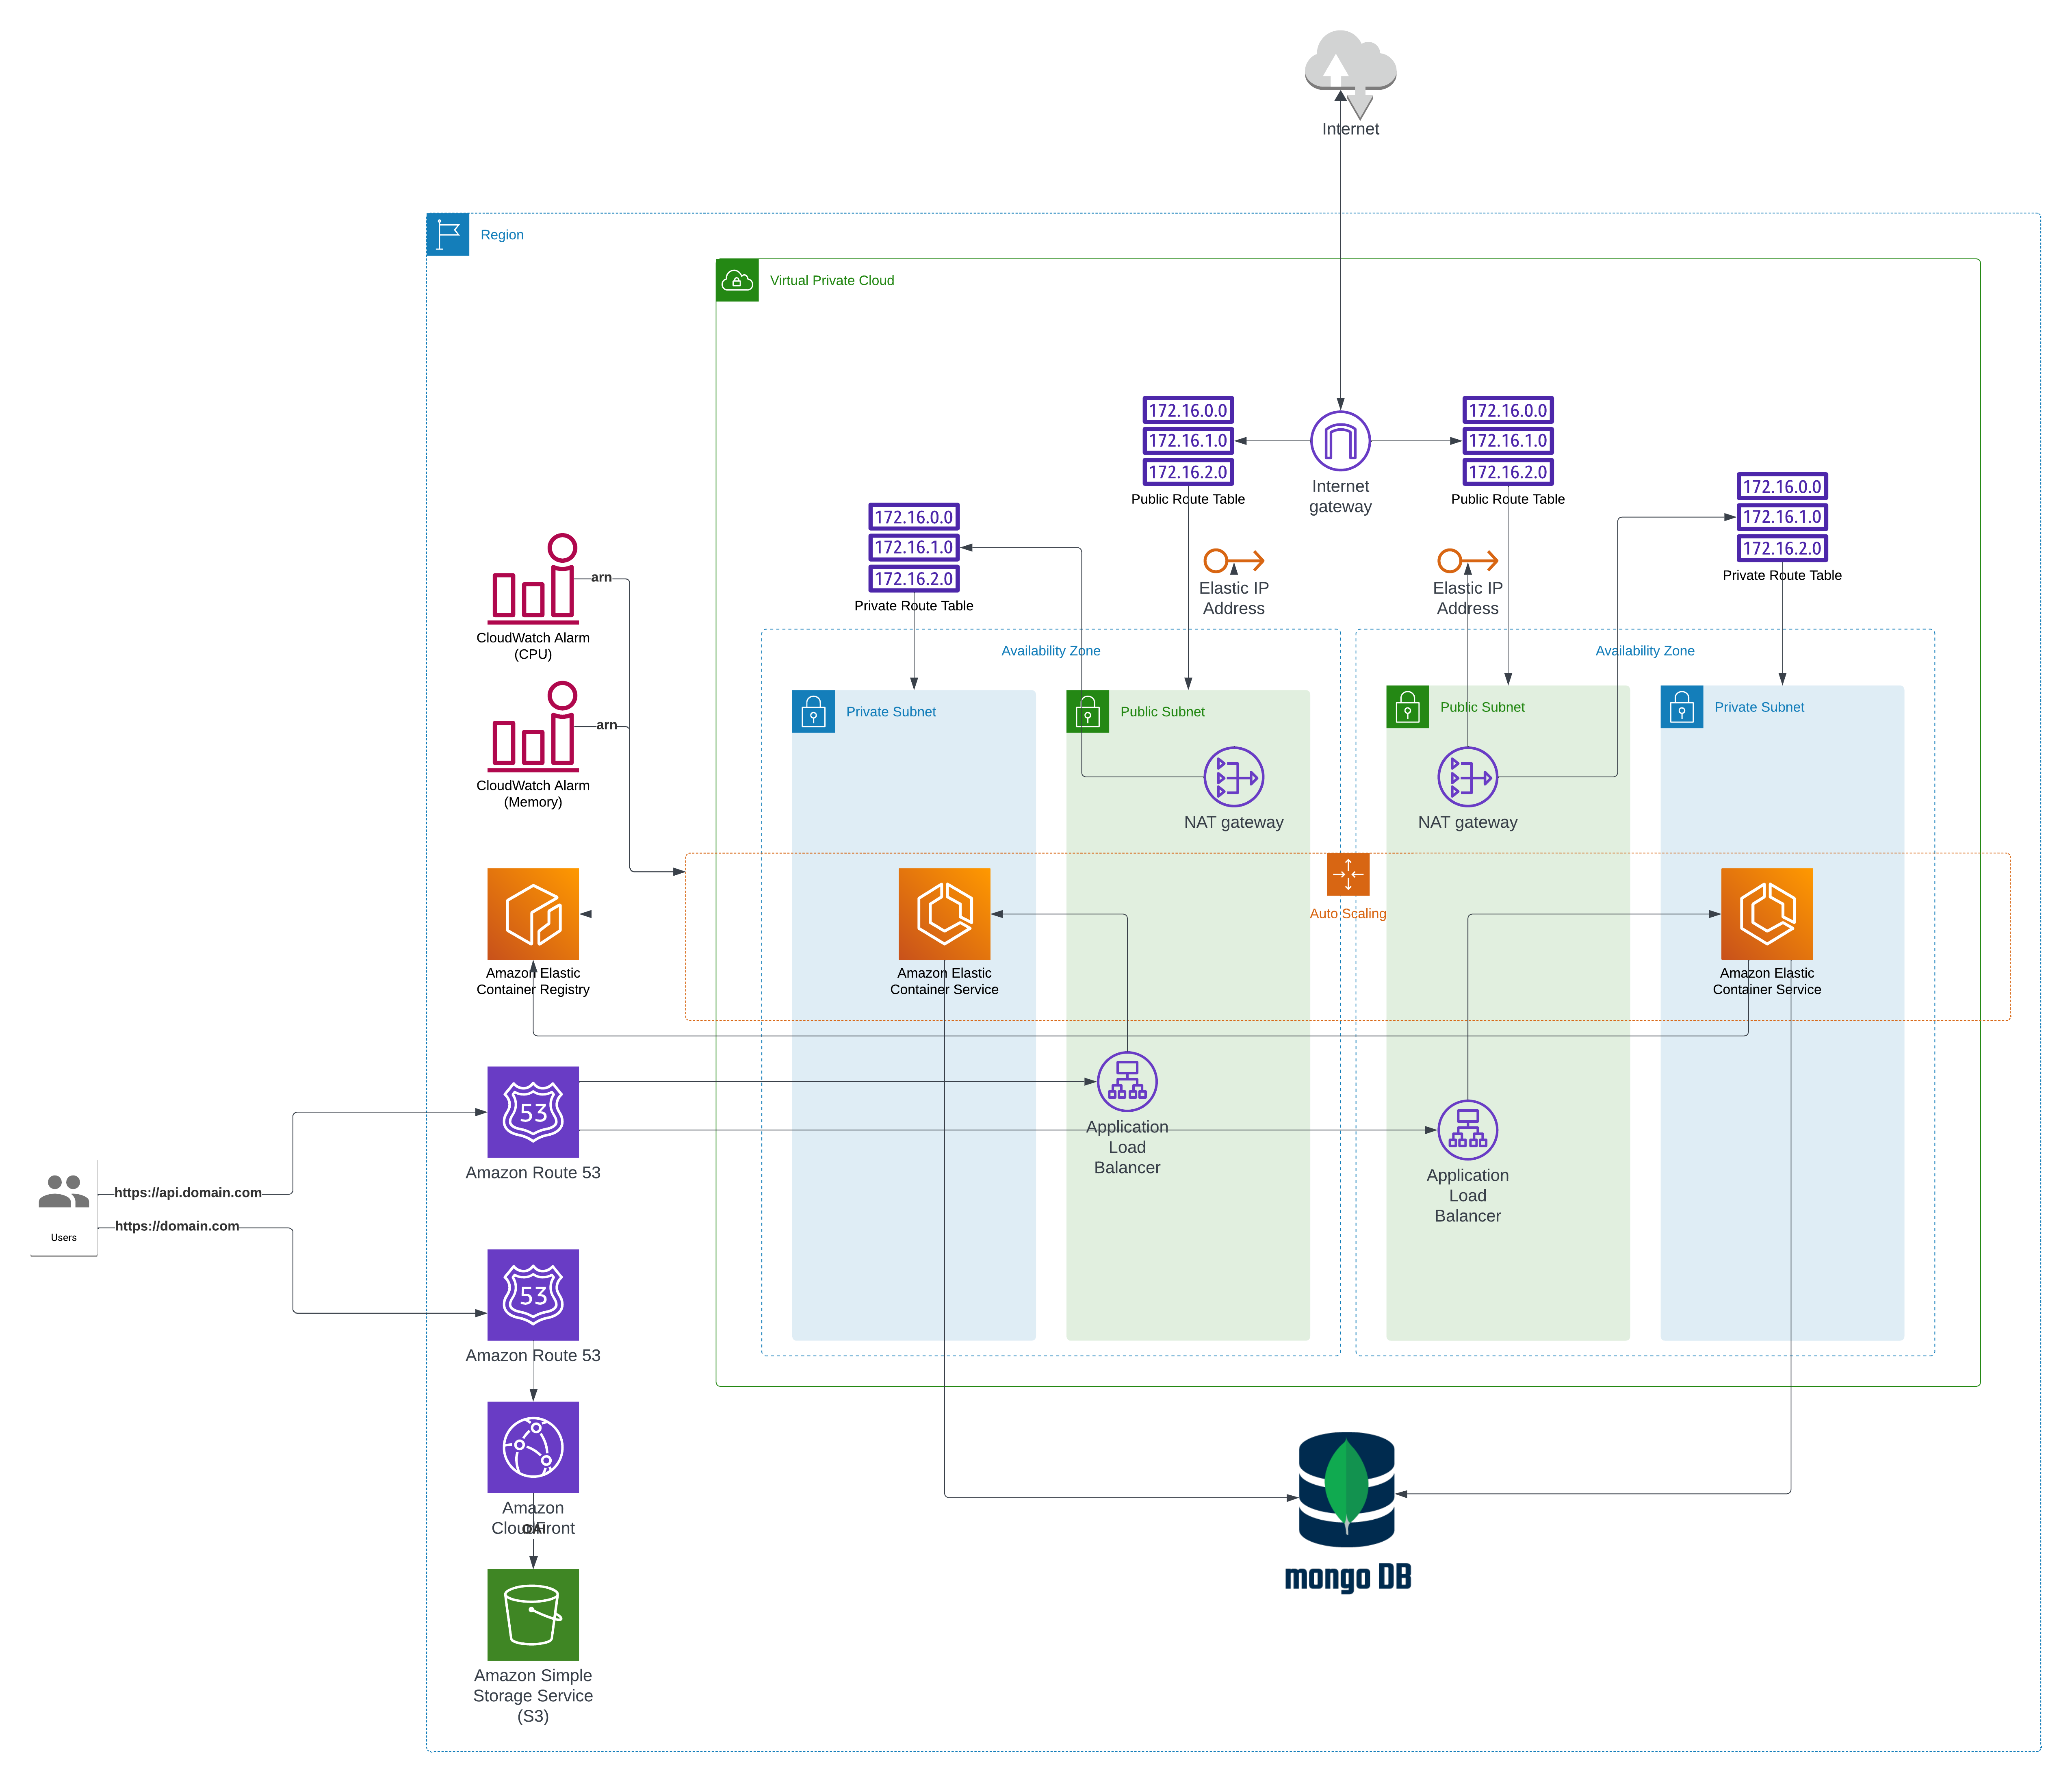 Internet
Region
Virtual Private Cloud
172.16.0.0
172.16.1.0
172.16.2.0
Public Route Table
Internet
gateway
172.16.0.0
172.16.1.0
172.16.2.0
Public Route Table
172.16.0.0
172.16.1.0
172.16.2.0
Private Route Table
172.16.0.0
172.16.1.0
172.16.2.0
Private Route Table
Elastic IP
Address
Elastic IP
Address
arn
CloudWatch Alarm
(CPU)
arn
CloudWatch Alarm
(Memory)
Availability Zone
Availability Zone
Private Subnet
Public Subnet
Public Subnet
Private Subnet
NAT gateway
NAT gateway
Auto Scaling
Amazon Elastic
Container Registry
Amazon Elastic
Container Service
Amazon Elastic
Container Service
53
Amazon Route 53
Application
Load
Balancer
Application
Load
Balancer
https://api.domain.com
https://domain.com
Users
53
Amazon Route 53
Amazon
CloudFront
OAI
Amazon Simple
Storage Service
(S3)
mongo DB